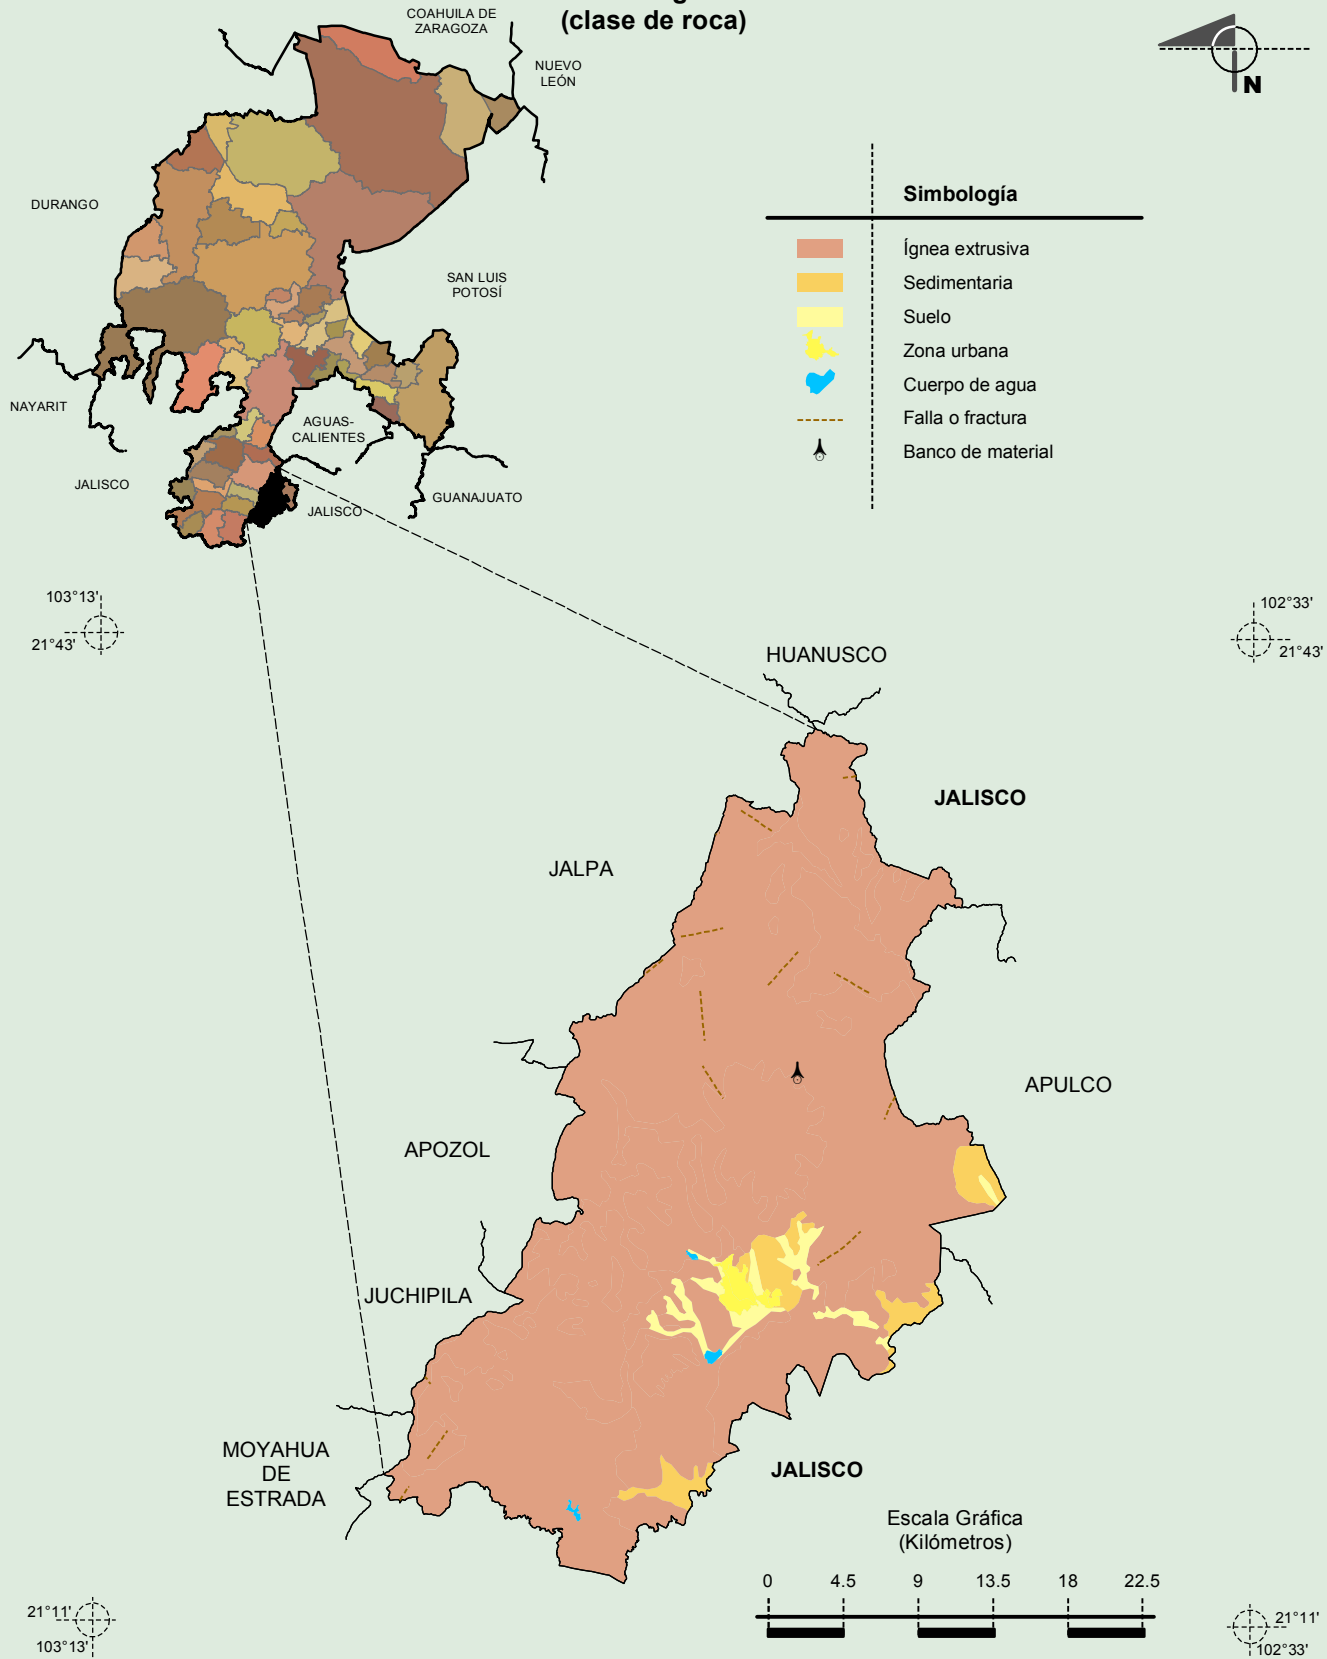 (clase de roca)
COAHUILA DE
ZARAGOZA
NUEVO
LEÓN
N
DURANGO
SAN LUIS
POTOSÍ
NAYARIT
AGUAS-
CALIENTES
JALISCO
GUANAJUATO
JALISCO
Simbología
Ígnea extrusiva
Sedimentaria
Suelo
Zona urbana
Cuerpo de agua
Falla o fractura
Banco de material
103°13'
21°43'
102°33'
21°43'
HUANUSCO
JALISCO
JALPA
APULCO
APOZOL
JUCHIPILA
MOYAHUA
DE
ESTRADA
JALISCO
Escala Gráfica
(Kilómetros)
0 4.5 9 13.5 18 22.5
21°11'
103°13'
21°11'
102°33'